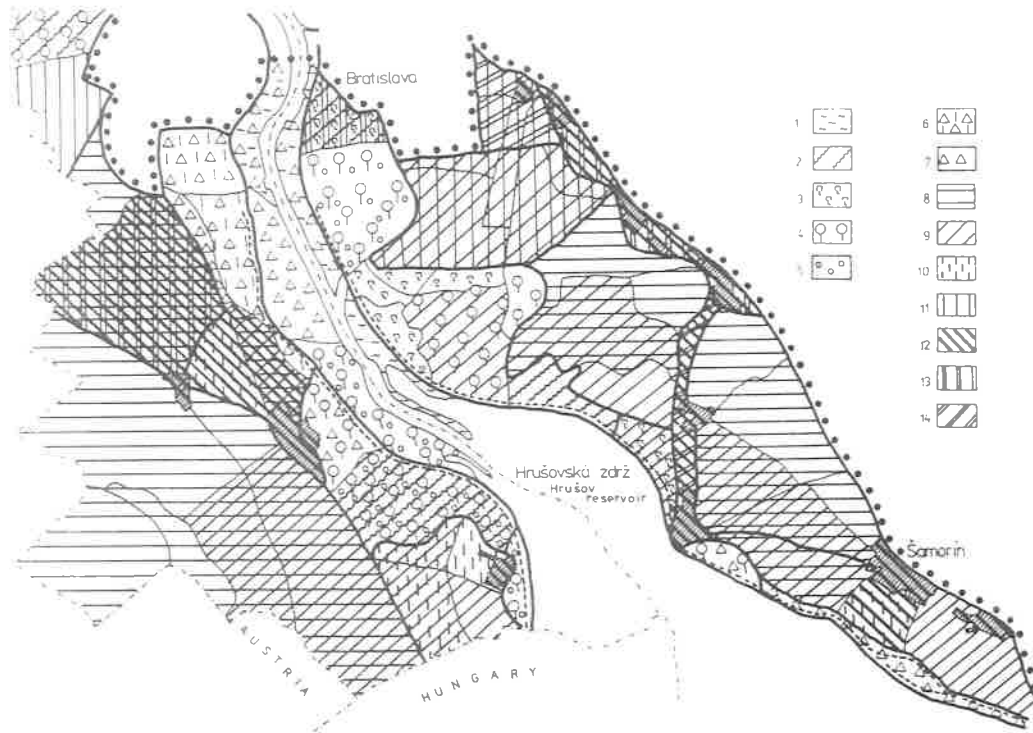 Bratislava
1
2
3
4
6
7
8
9
10
11
12
13
14
Hrušovská zdrž
Hrušov
reservoir
Šamorín
AUSTRIA
HUNGARY